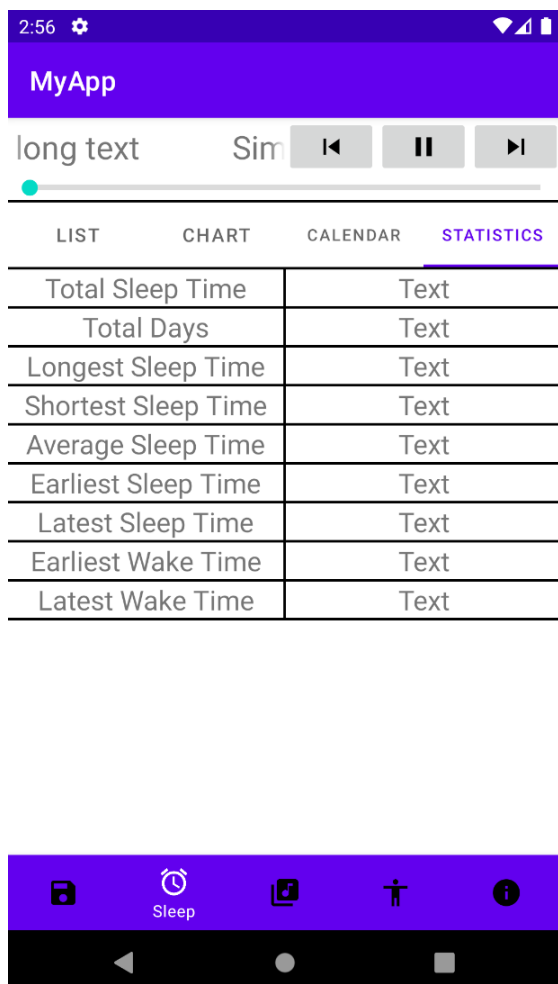 2:56
MyApp
long text Sim
LIST CHART CALENDAR STATISTICS
Total Sleep Time Text
Total Days Text
Longest Sleep Time Text
Shortest Sleep Time Text
Average Sleep Time Text
Earliest Sleep Time Text
Latest Sleep Time Text
Earliest Wake Time Text
Latest Wake Time Text
Sleep